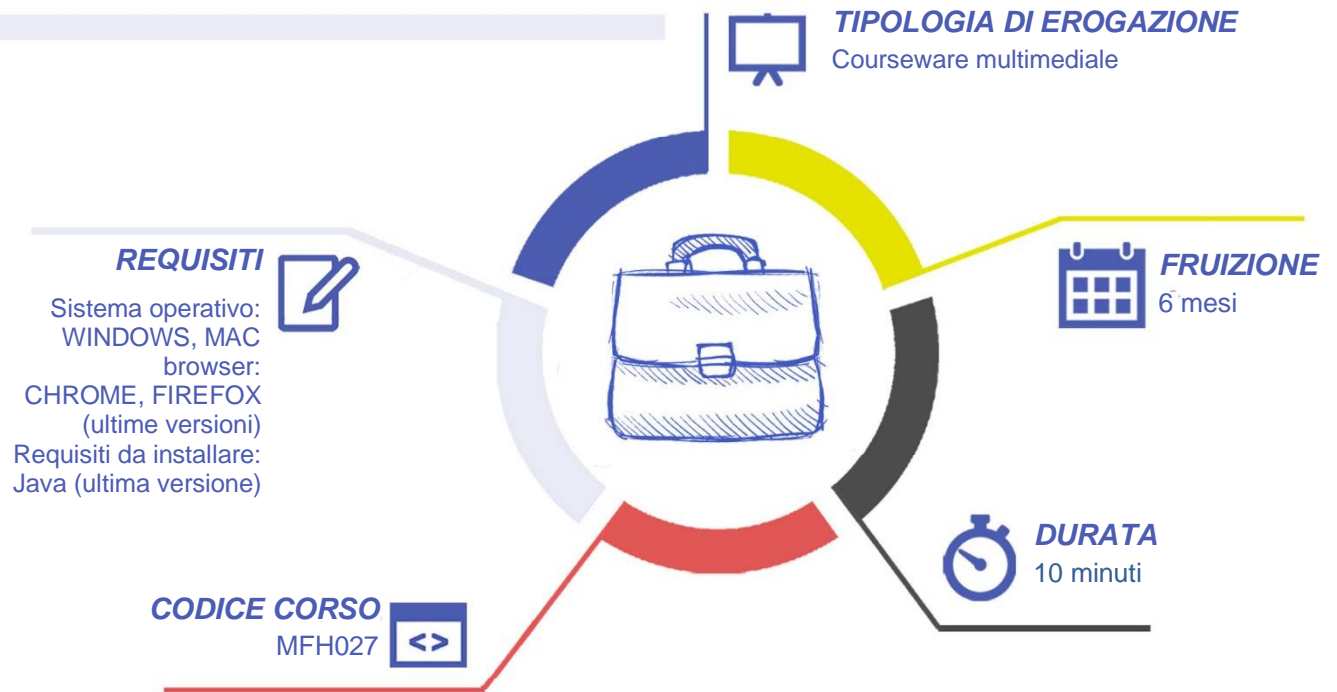 TIPOLOGIA DI EROGAZIONE
Courseware multimediale
REQUISITI
Sistema operativo:
WINDOWS, MAC
browser:
CHROME, FIREFOX
(ultime versioni)
Requisiti da installare:
Java (ultima versione)
FRUIZIONE
6 mesi
DURATA
10 minuti
CODICE CORSO
MFH027